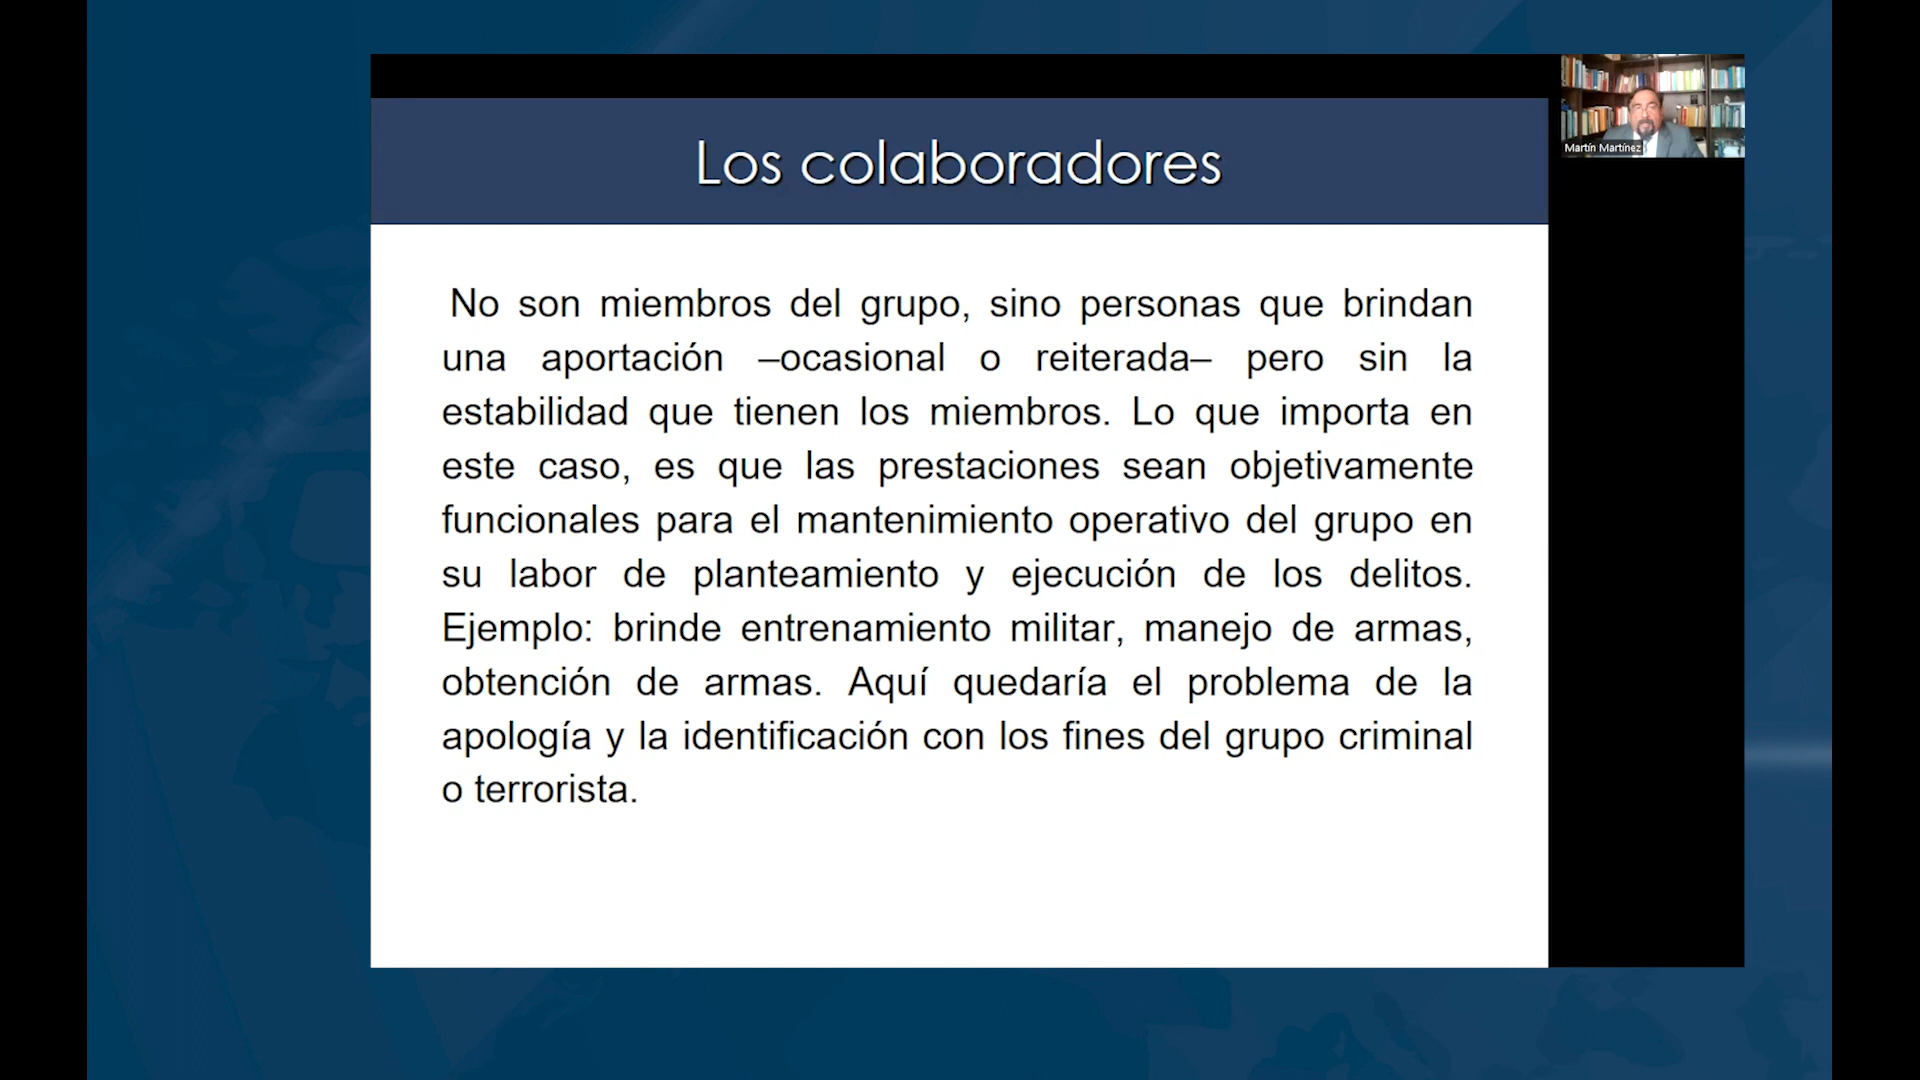 Los colaboradores
Martín Martínez
No son miembros del grupo, sino personas que brindan
una aportación –ocasional o reiterada– pero sin la
estabilidad que tienen los miembros. Lo que importa en
este caso, es que las prestaciones sean objetivamente
funcionales para el mantenimiento operativo del grupo en
su labor de planteamiento y ejecución de los delitos.
Ejemplo: brinde entrenamiento militar, manejo de armas,
obtención de armas. Aquí quedaría el problema de la
apología y la identificación con los fines del grupo criminal
o terrorista.